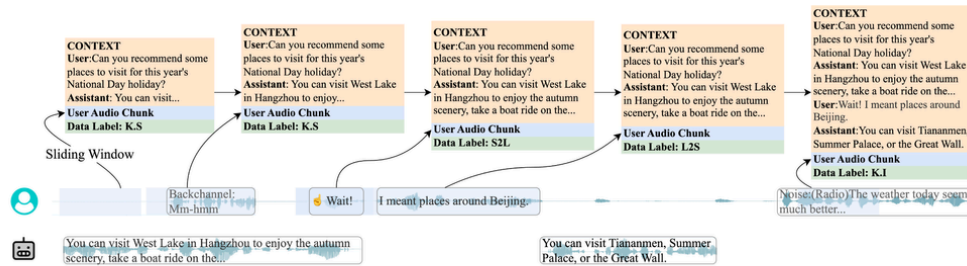 CONTEXT
User:Can you recommend some
places to visit for this year's
National Day holiday?
Assistant: You can visit...
User Audio Chunk
Data Label: K.S
CONTEXT
User:Can you recommend some
places to visit for this year's
National Day holiday?
Assistant: You can visit West Lake
in Hangzhou to enjoy...
User Audio Chunk
Data Label: K.S
CONTEXT
User:Can you recommend some
places to visit for this year's
National Day holiday?
Assistant: You can visit West Lake
in Hangzhou to enjoy the autumn
scenery, take a boat ride on the...
User Audio Chunk
Data Label: S2L
CONTEXT
User:Can you recommend some
places to visit for this year's
National Day holiday?
Assistant: You can visit West Lake
in Hangzhou to enjoy the autumn
scenery, take a boat ride on the...
User Audio Chunk
Data Label: L2S
CONTEXT
User:Can you recommend some
places to visit for this year's
National Day holiday?
Assistant: You can visit West Lake
in Hangzhou to enjoy the autumn
scenery, take a boat ride on the...
User:Wait! I meant places around
Beijing.
Assistant:You can visit Tiananmen,
Summer Palace, or the Great Wall.
User Audio Chunk
Data Label: K.I
Sliding Window
Backchannel:
Mm-hmm
☝ Wait!
I meant places around Beijing.
Noise:(Radio)The weather today seem
much better...
You can visit West Lake in Hangzhou to enjoy the autumn
scenery, take a boat ride on the...
You can visit Tiananmen, Summer
Palace, or the Great Wall.